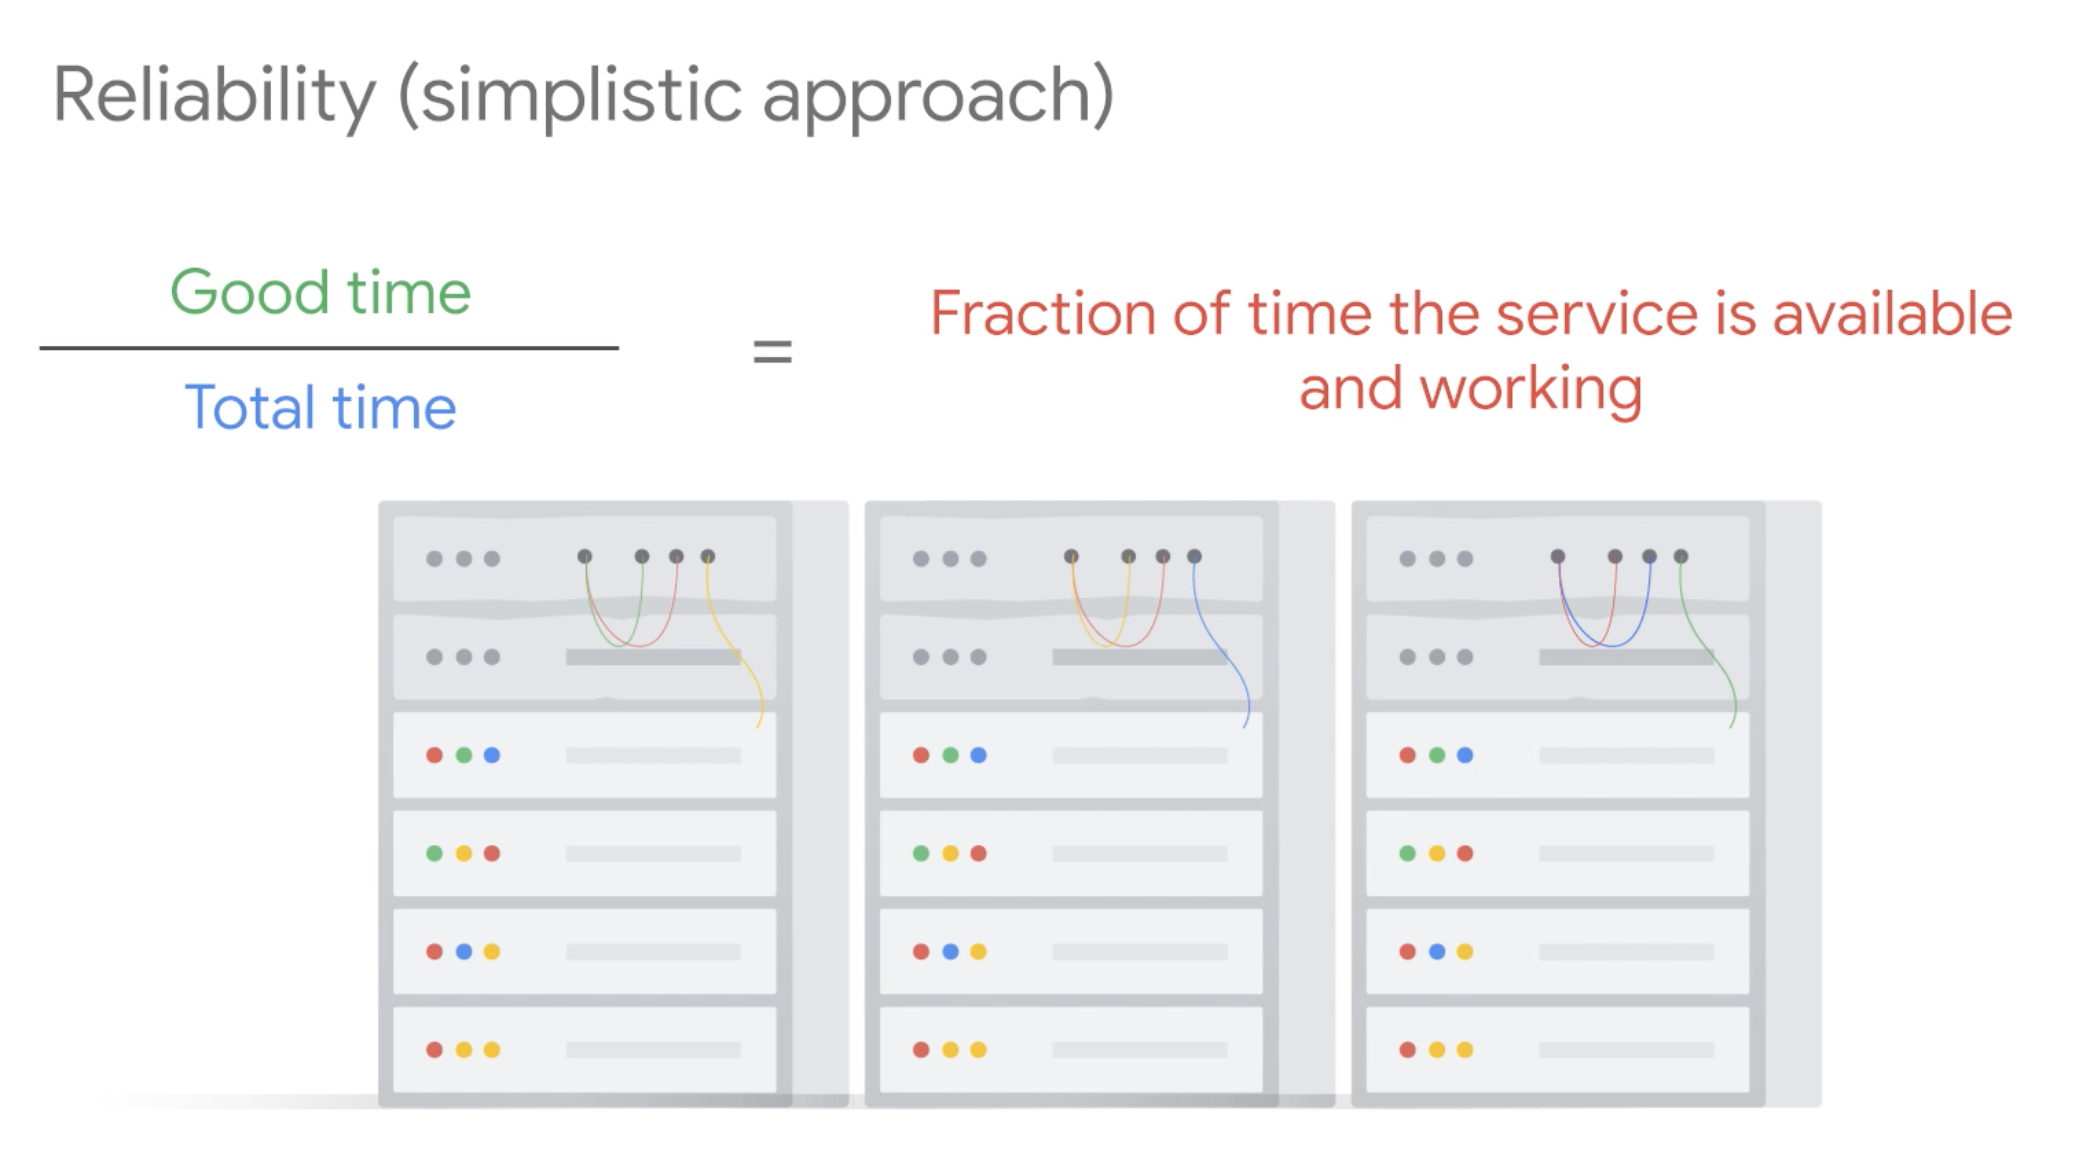 Reliability (simplistic approach)
Good time
Total time
=
Fraction of time the service is available
and working